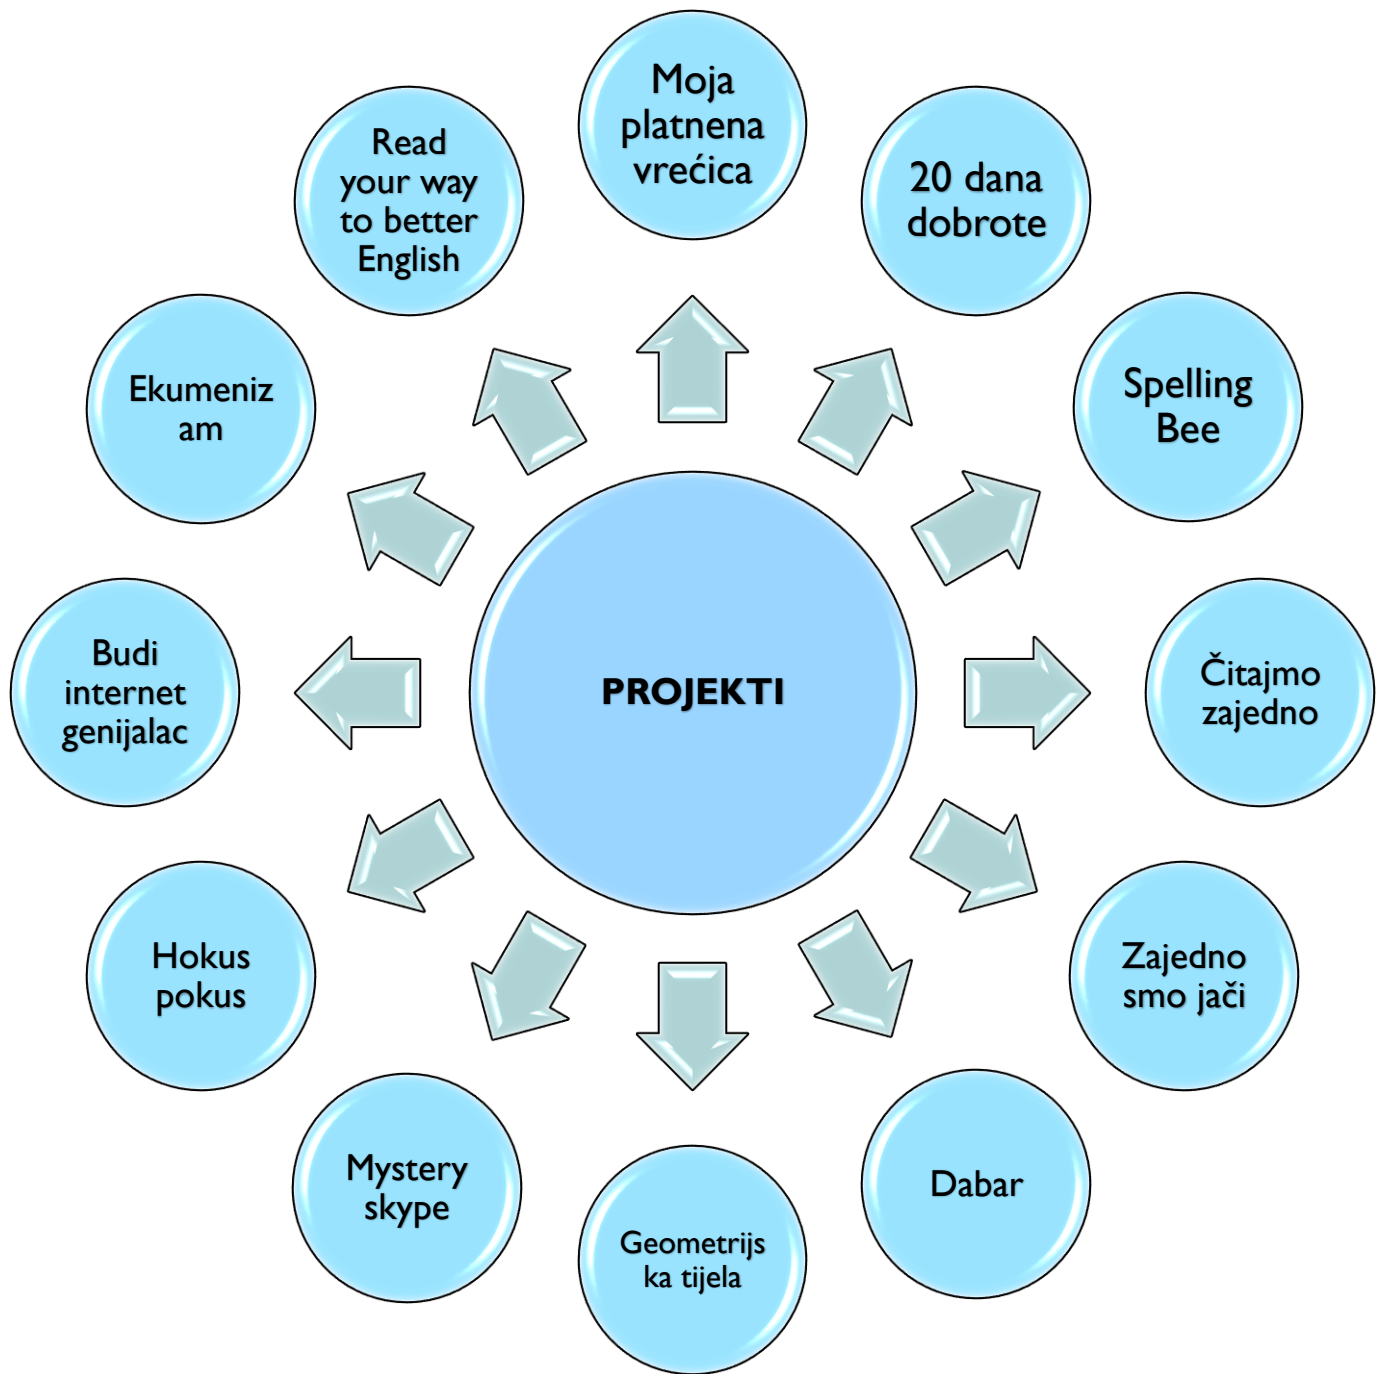 Moja
platnena
vrećica
20 dana
dobrote
Spelling
Bee
Čitajmo
zajedno
Zajedno
smo jači
Dabar
Geometrijs
ka tijela
Mystery
skype
Hokus
pokus
Budi
internet
genijalac
Ekumeniz
am
Read
your way
to better
English
PROJEKTI